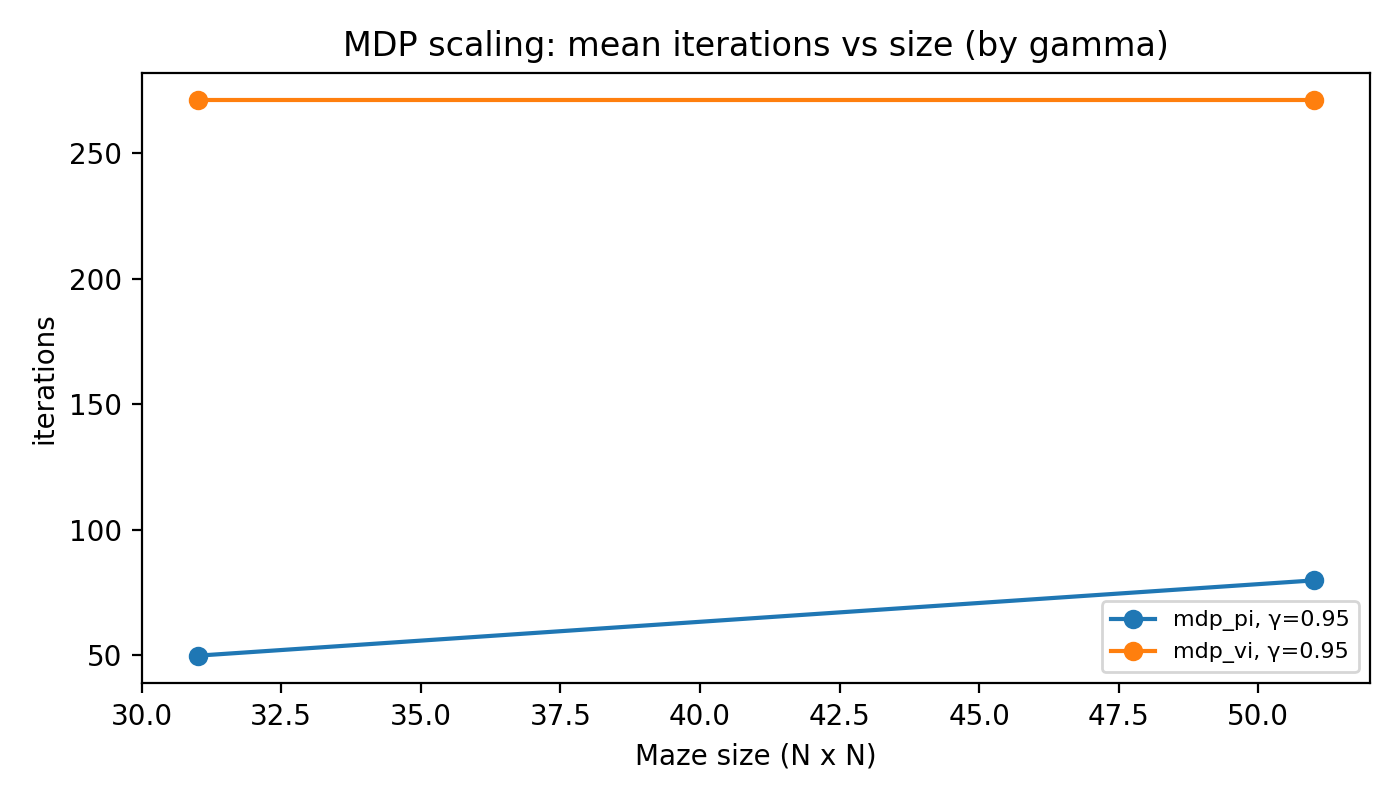 MDP scaling: mean iterations vs size (by gamma)
iterations
250
200
150
100
50
30.0 32.5 35.0 37.5 40.0 42.5 45.0 47.5 50.0
Maze size (N x N)
mdp_pi, γ=0.95
mdp_vi, γ=0.95